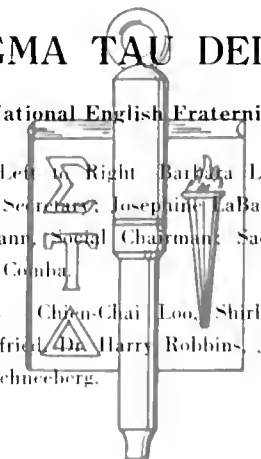 GMA TAU DEL
National English Fraterni
Left to Right Barbara L
Secretary; Josephine LaBa
ann, Social Chairman; Sa
Comba.
Chien-Chai Loo, Shirl
fried, Dr. Harry Robbins,
chneeberg.
Σ
Τ
Δ